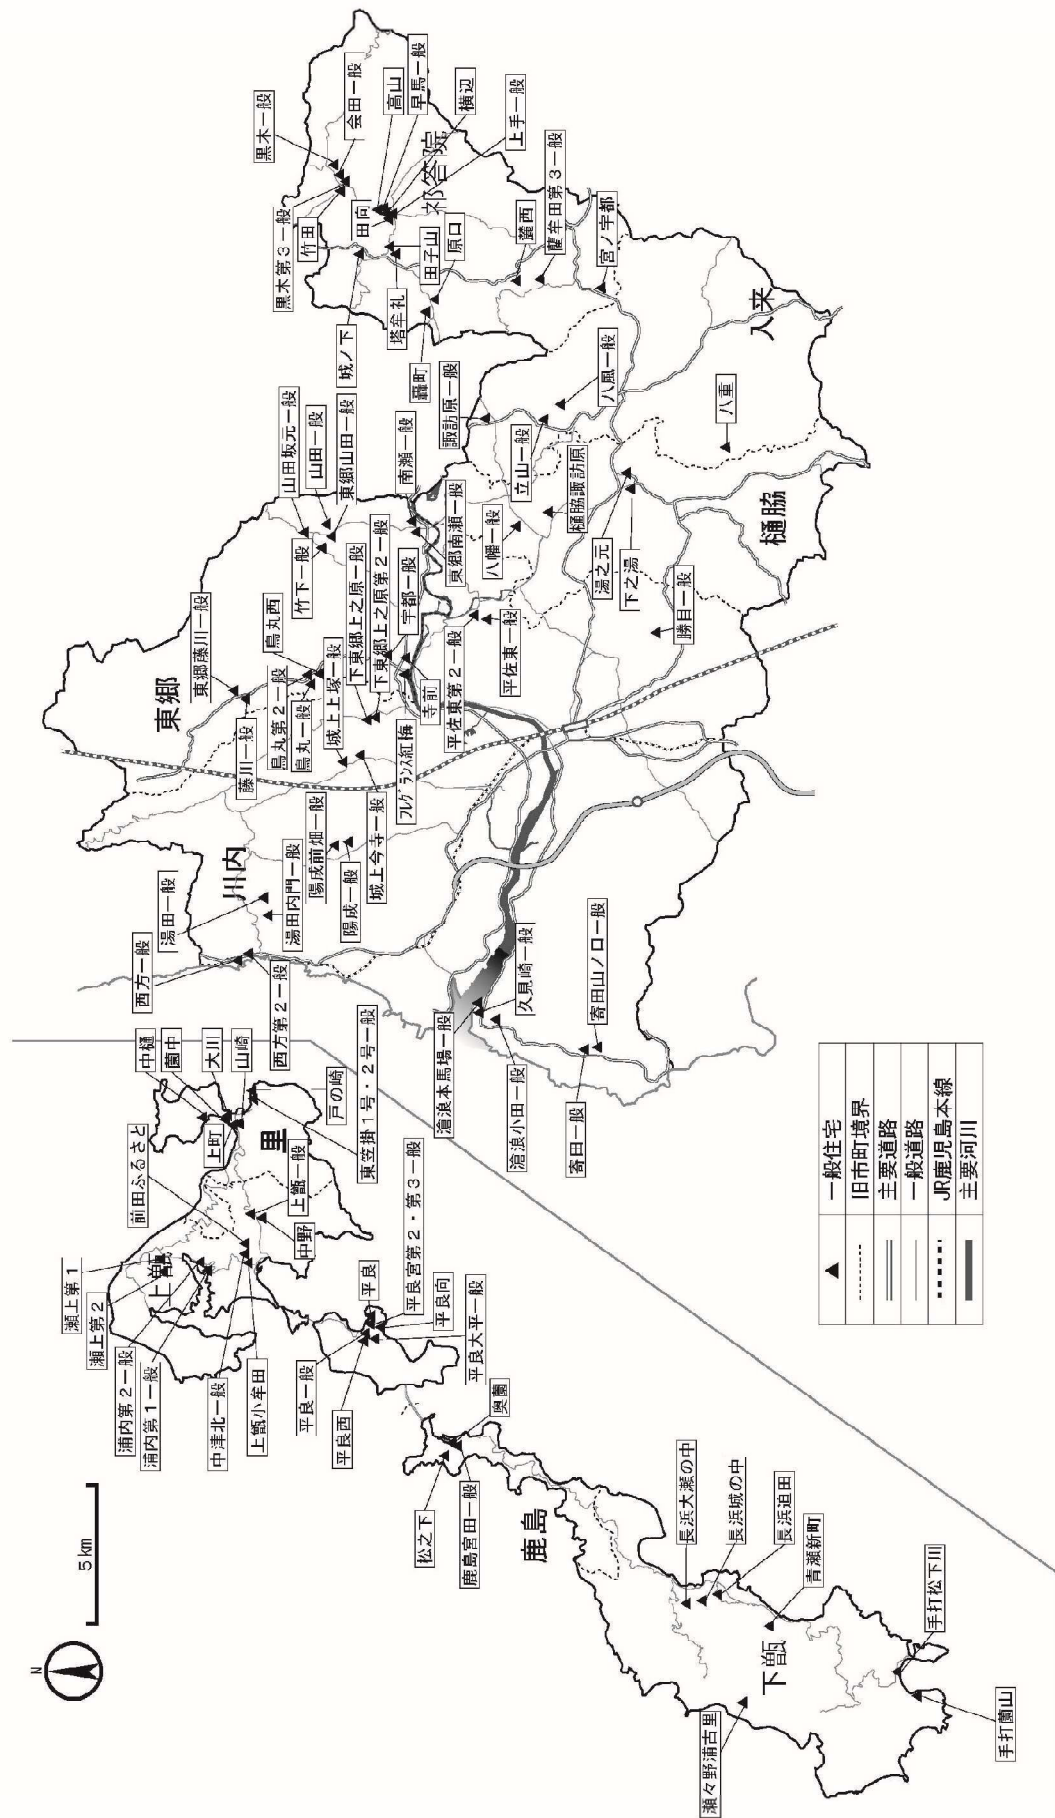 N
5km
瀬上第１
瀬上第２
浦内第２一般
浦内第１一般
中津北一般
上甑小牟田
前田ふるさと
上甑
中樋
薗中
大川
山崎
上町
里
戸の崎
東笠掛１号・２号一般
上甑一般
中野
平良一般
平良西
平良
平良宮第２・第３一般
平良向
平良大平一般
松之下
鹿島宮田一般
奥薗
鹿島
長浜大瀬の中
長浜城の中
長浜迫田
青瀬新町
下甑
瀬々野浦古里
手打松下川
手打薗山
西方一般
西方第２一般
湯田一般
湯田内門一般
川内
陽成前畑一般
陽成一般
城上今寺一般
城上上塚一般
東郷
東郷藤川一般
藤川一般
鳥丸第２一般
鳥丸一般
鳥丸西
下東郷上之原一般
下東郷上之原第２一般
宇都一般
寺前
ﾌﾚｸﾞﾗﾝｽ紅梅
山田坂元一般
山田一般
東郷山田一般
竹下一般
南瀬一般
東郷南瀬一般
平佐東第２一般
平佐東一般
八幡一般
樋脇諏訪原
諏訪原一般
立山一般
八風一般
湯之元
下之湯
勝目一般
樋脇
八重
入来
黒木一般
黒木第３一般
会田一般
竹田
田向
高山
早馬一般
横辺
上手一般
祁答院
城ノ下
塔牟礼
田子山
原口
轟町
麓西
藺牟田第３一般
宮ノ宇都
滄浪本馬場一般
久見崎一般
滄浪小田一般
寄田一般
寄田山ノ口一般
一般住宅
旧市町境界
主要道路
一般道路
JR鹿児島本線
主要河川